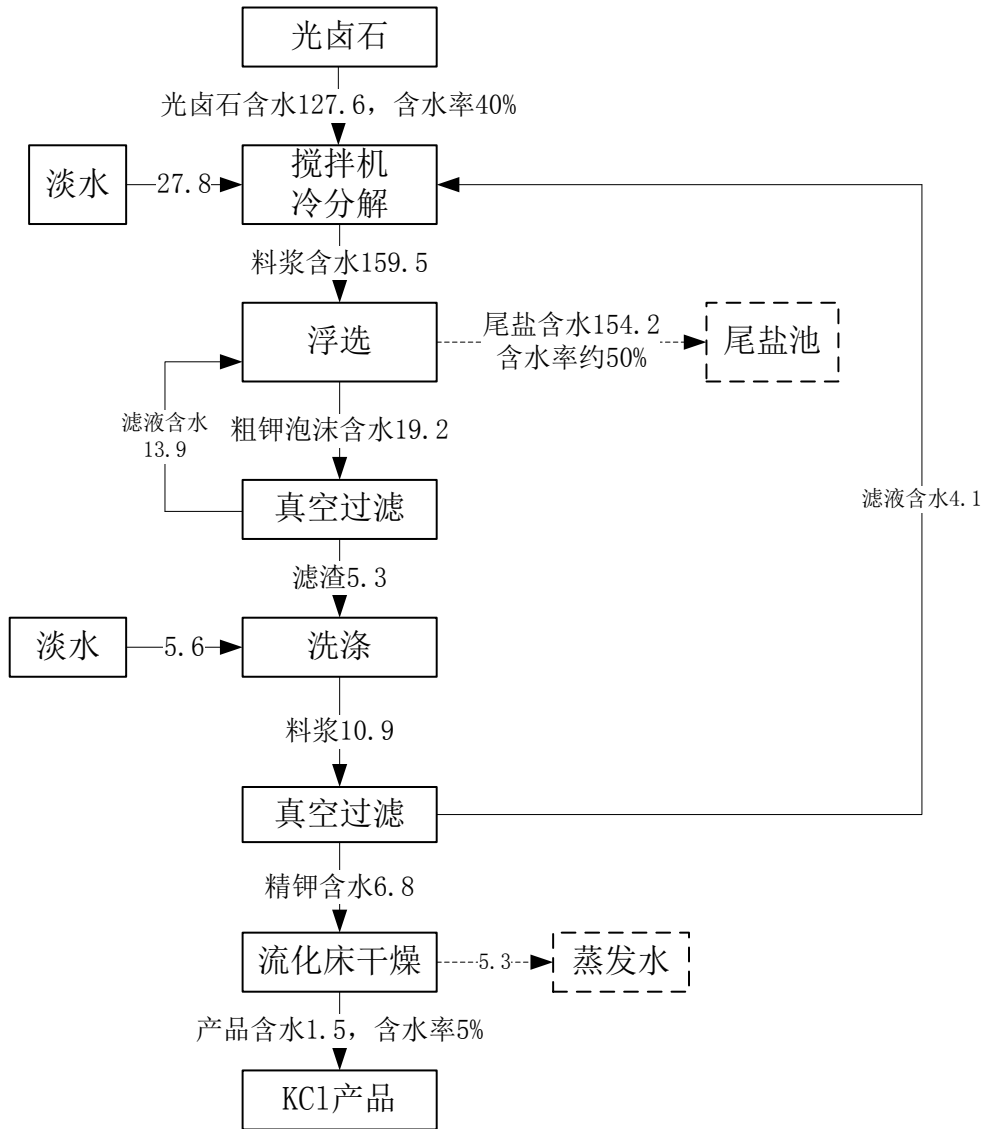 光卤石
光卤石含水127.6，含水率40%
淡水
27.8
搅拌机
冷分解
料浆含水159.5
浮选
尾盐含水154.2
含水率约50%
尾盐池
滤液含水
13.9
粗钾泡沫含水19.2
真空过滤
滤液含水4.1
滤渣5.3
淡水
5.6
洗涤
料浆10.9
真空过滤
精钾含水6.8
流化床干燥
5.3
蒸发水
产品含水1.5，含水率5%
KCl产品